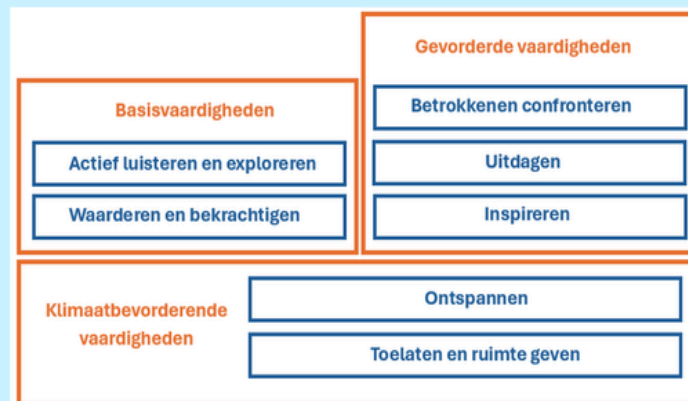 Gevorderde vaardigheden
Betrokkenen confronteren
Uitdagen
Inspireren
Basisvaardigheden
Actief luisteren en exploreren
Waarderen en bekrachtigen
Klimaatbevorderende
vaardigheden
Ontspannen
Toelaten en ruimte geven